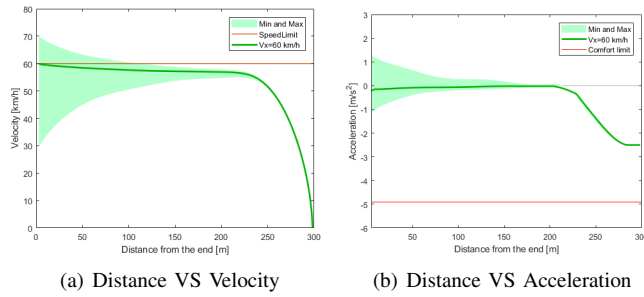 80
70
60
50
40
30
20
10
0
Velocity [km/h]
Min and Max
SpeedLimit
Vx=60 km/h
0 50 100 150 200 250 300
Distance from the end [m]
(a) Distance VS Velocity
3
2
1
0
-1
-2
-3
-4
-5
-6
Acceleration [m/s²]
Min and Max
Vx=60 km/h
Comfort limit
50 100 150 200 250 300
Distance from the end [m]
(b) Distance VS Acceleration